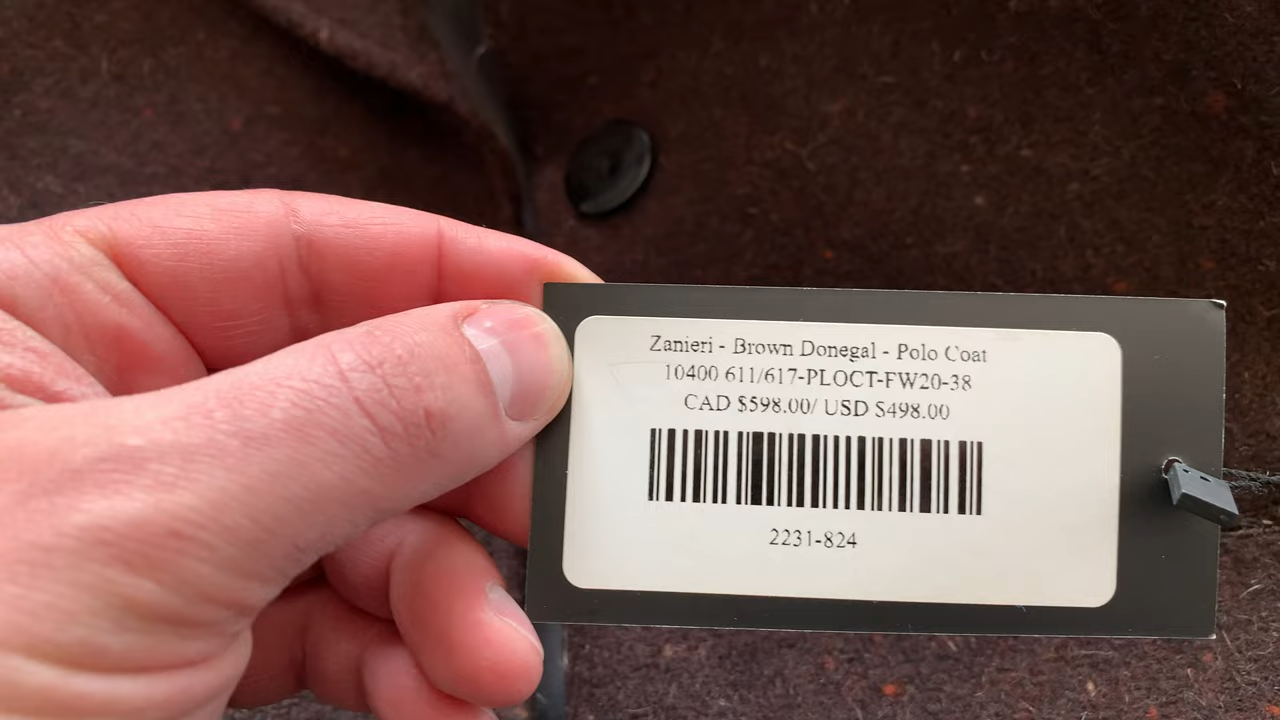 Zanieri - Brown Donegal - Polo Coat
10400 611/617-PLOCT-FW20-38
CAD $598.00/ USD $498.00
2231-824